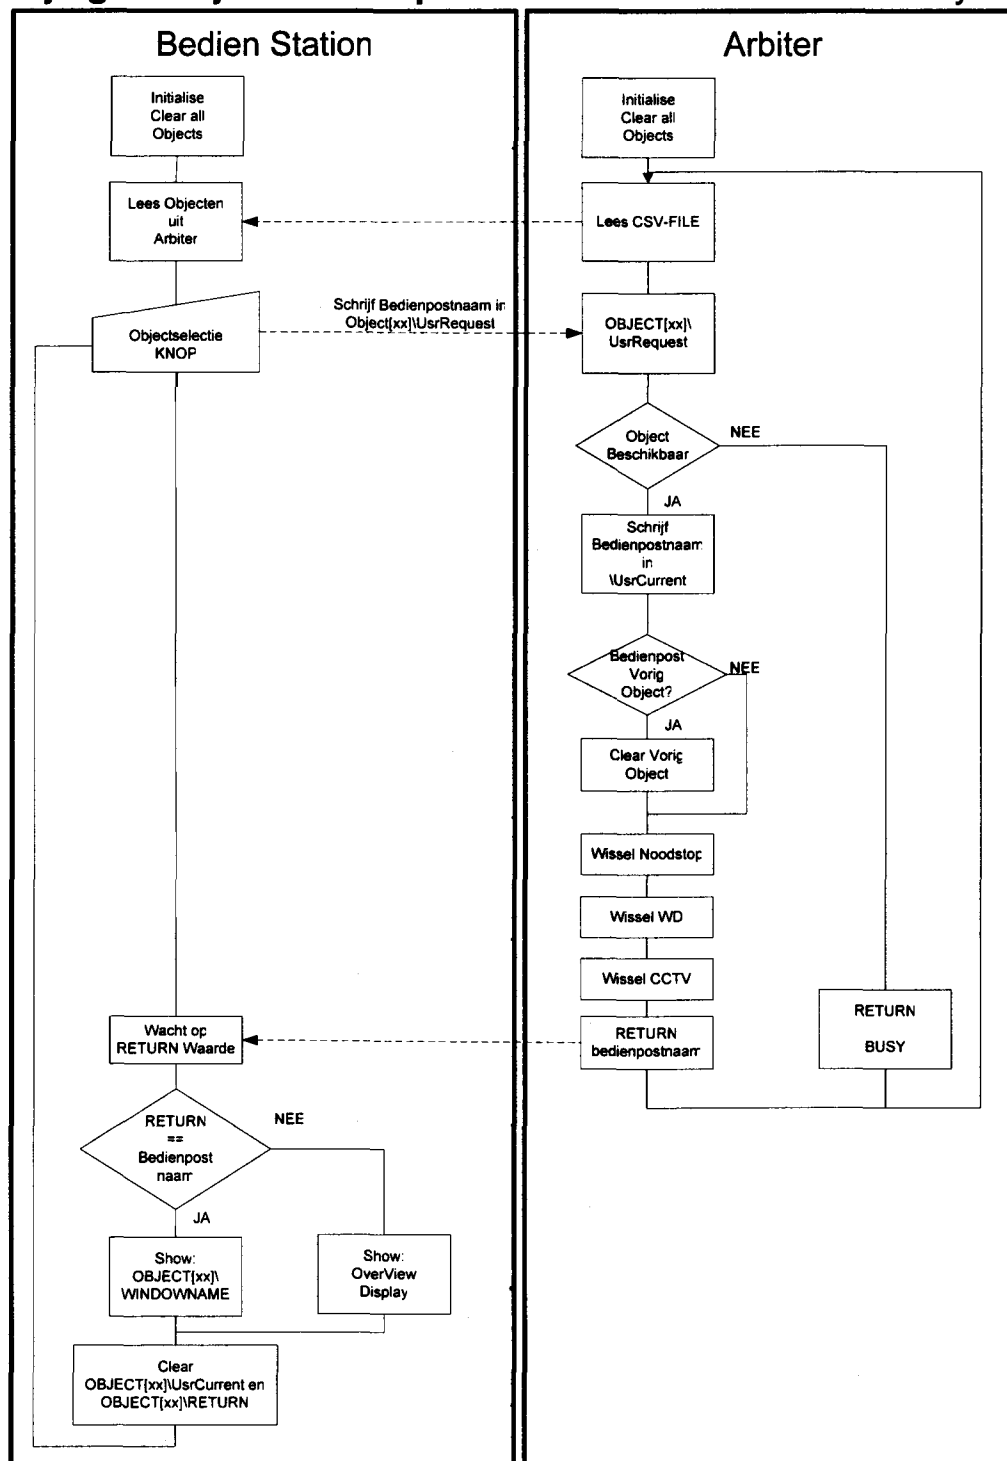 Bedien Station
Initialise
Clear all
Objects
Lees Objecten
uit
Arbiter
Objectselectie
KNOP
Schrijf Bedienpostnaam in
Object[xx]\UsrRequest
Wacht op
RETURN Waarde
RETURN
==
Bedienpost
naam
NEE
JA
Show:
OBJECT[xx]\
WINDOWNAME
Show:
OverView
Display
Clear
OBJECT[xx]\UsrCurrent en
OBJECT[xx]\RETURN
Arbiter
Initialise
Clear all
Objects
Lees CSV-FILE
OBJECT[xx]\
UsrRequest
Object
Beschikbaar
NEE
JA
Schrijf
Bedienpostnaam
in
\UsrCurrent
Bedienpost
Vorig
Object?
NEE
JA
Clear Vorig
Object
Wissel Noodstop
Wissel WD
Wissel CCTV
RETURN
bedienpostnaam
RETURN
BUSY